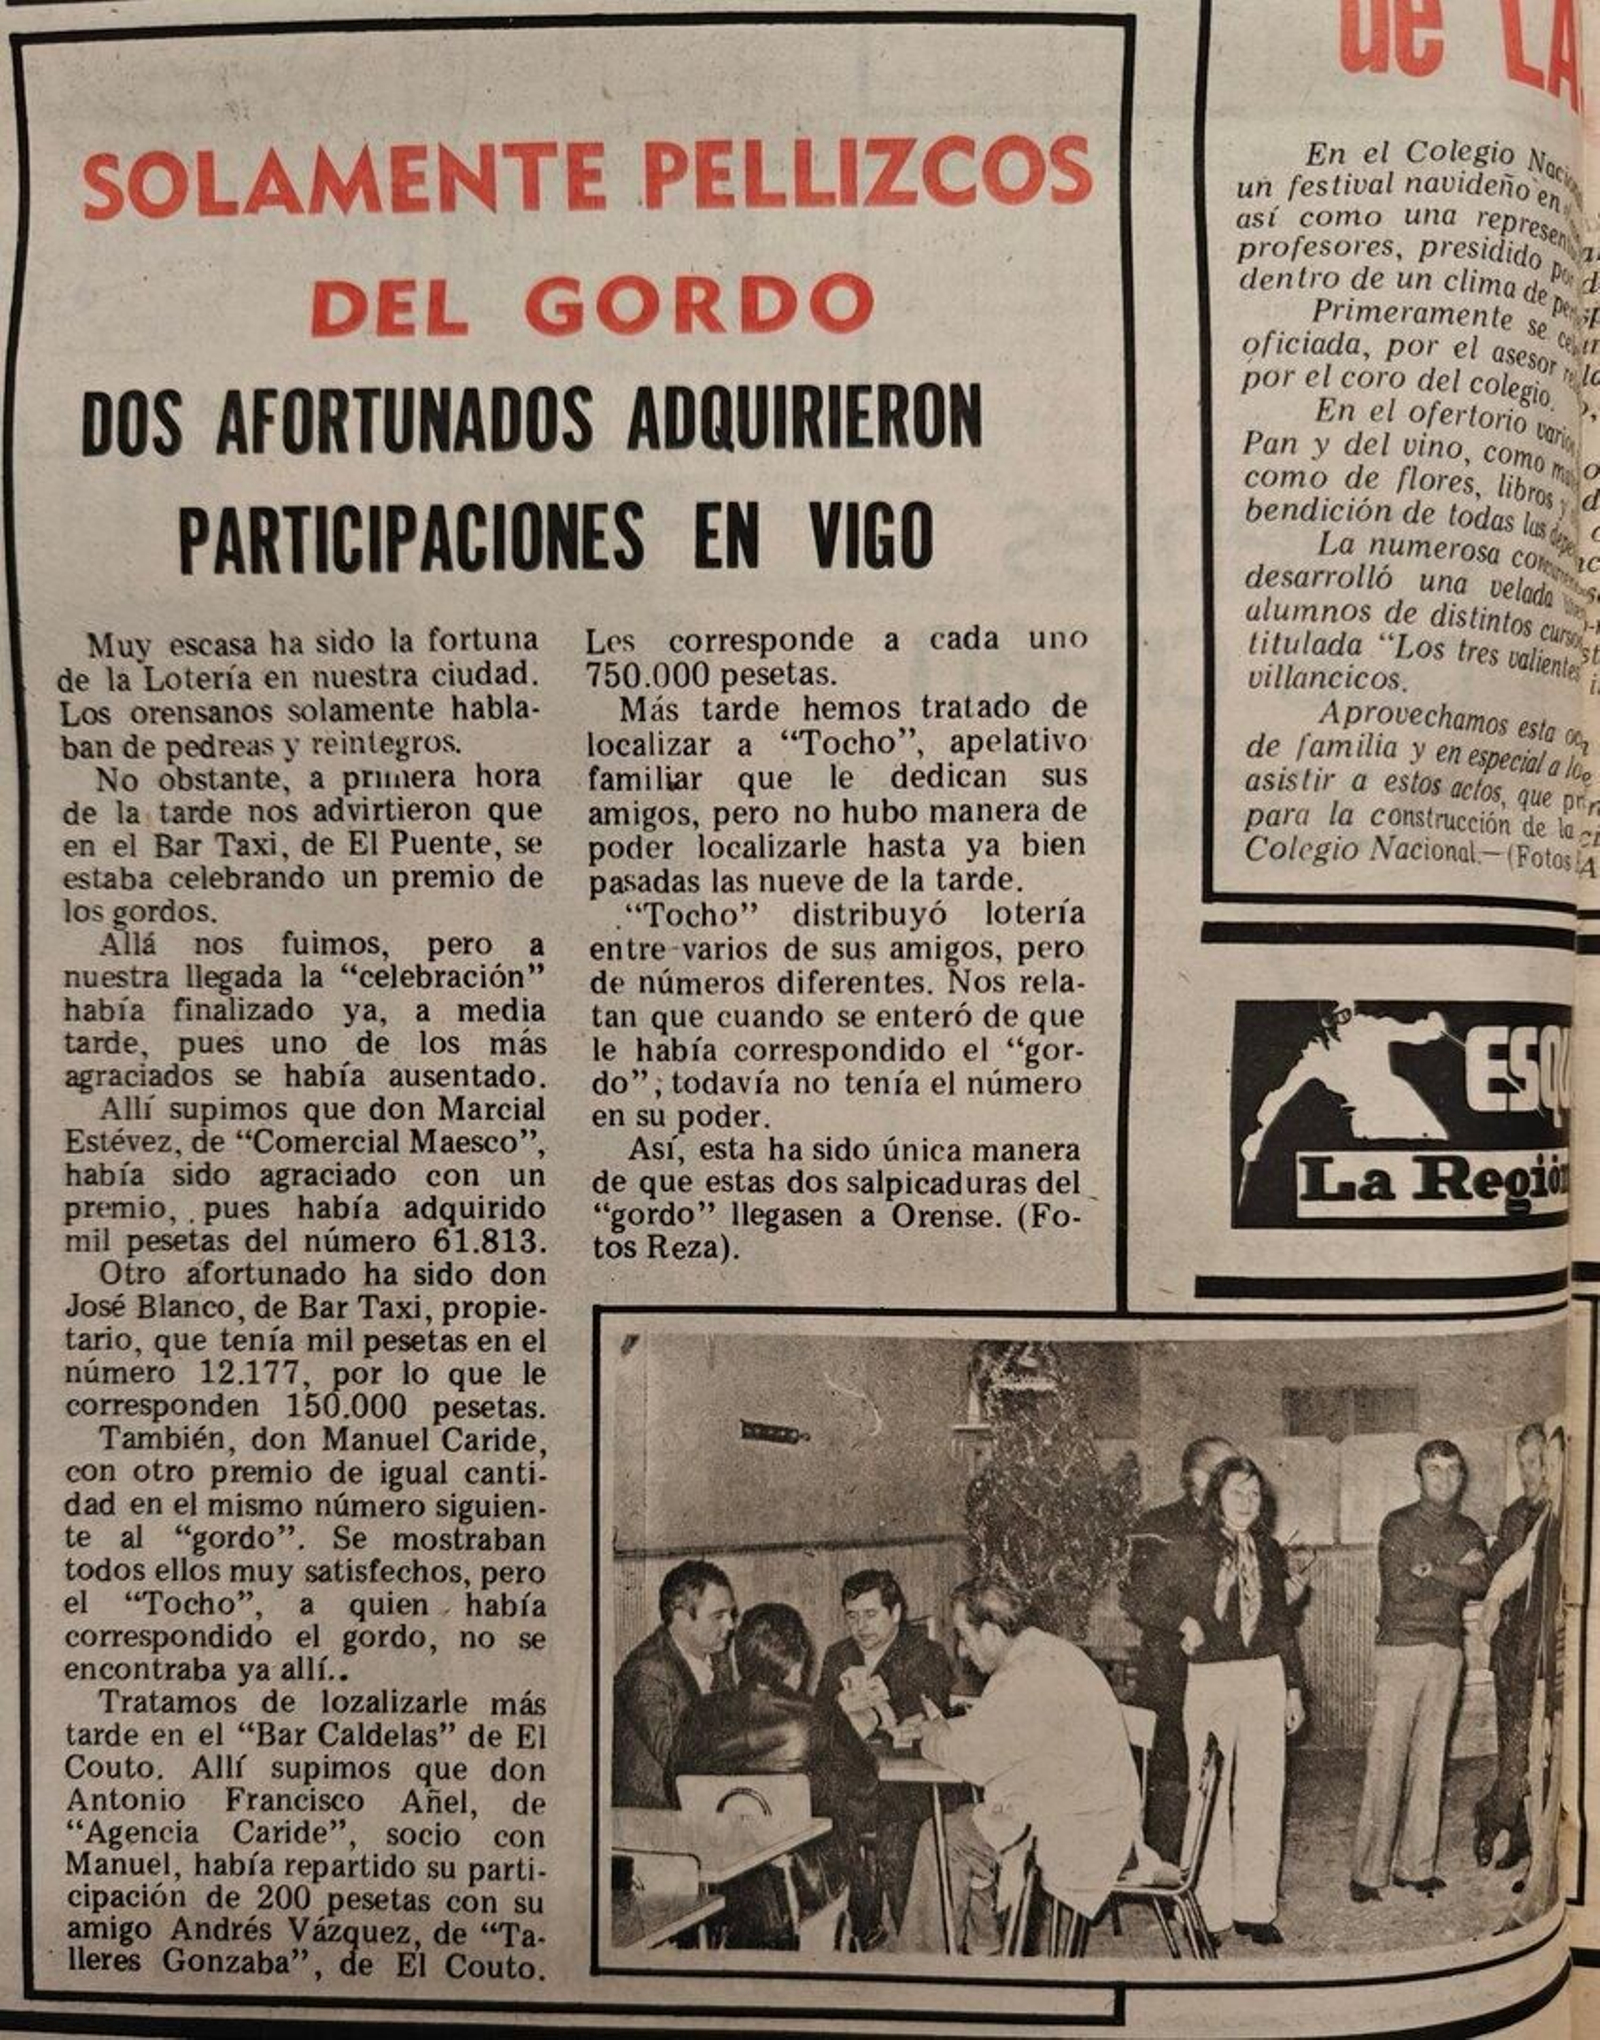 SOLAMENTE PELLIZCOS
DEL GORDO
DOS AFORTUNADOS ADQUIRIERON
PARTICIPACIONES EN VIGO
Muy escasa ha sido la fortuna
de la Lotería en nuestra ciudad.
Los orensanos solamente habla-
ban de pedreas y reintegros.
No obstante, a primera hora
de la tarde nos advirtieron que
en el Bar Taxi, de El Puente, se
estaba celebrando un premio de
los gordos.
Allá nos fuimos, pero a
nuestra llegada la “celebración”
había finalizado ya, a media
tarde, pues uno de los más
agraciados se había ausentado.
Allí supimos que don Marcial
Estévez, de “Comercial Maesco”,
había sido agraciado con un
premio, pues había adquirido
mil pesetas del número 61.813.
Otro afortunado ha sido don
José Blanco, de Bar Taxi, propie-
tario, que tenía mil pesetas en el
número 12.177, por lo que le
corresponden 150.000 pesetas.
También, don Manuel Caride,
con otro premio de igual canti-
dad en el mismo número siguien-
te al “gordo”. Se mostraban
todos ellos muy satisfechos, pero
el “Tocho”, a quien había
correspondido el gordo, no se
encontraba ya allí..
Tratamos de lozalizarle más
tarde en el “Bar Caldelas” de El
Couto. Allí supimos que don
Antonio Francisco Añel, de
“Agencia Caride”, socio con
Manuel, había repartido su parti-
cipación de 200 pesetas con su
amigo Andrés Vázquez, de “Ta-
lleres Gonzaba”, de El Couto.
Les corresponde a cada uno
750.000 pesetas.
Más tarde hemos tratado de
localizar a “Tocho”, apelativo
familiar que le dedican sus
amigos, pero no hubo manera de
poder localizarle hasta ya bien
pasadas las nueve de la tarde.
“Tocho” distribuyó lotería
entre varios de sus amigos, pero
de números diferentes. Nos rela-
tan que cuando se enteró de que
le había correspondido el “gor-
do”, todavía no tenía el número
en su poder.
Así, esta ha sido única manera
de que estas dos salpicaduras del
“gordo” llegasen a Orense. (Fo-
tos Reza).
de LA
En el Colegio
un festival navideño en
así como una
profesores, presidido por
dentro de un clima de
Primeramente se
oficiada, por el asesor
por el coro del colegio.
En el ofertorio
Pan y del vino, como
como de flores, libros y
bendición de todas las
La numerosa
desarrolló una velada
alumnos de distintos cursos
titulada “Los tres valientes
villancicos.
Aprovechamos esta
de familia y en especial a
asistir a estos actos, que
para la construcción de la
Colegio Nacional.—(Fotos
ESQ
La Región